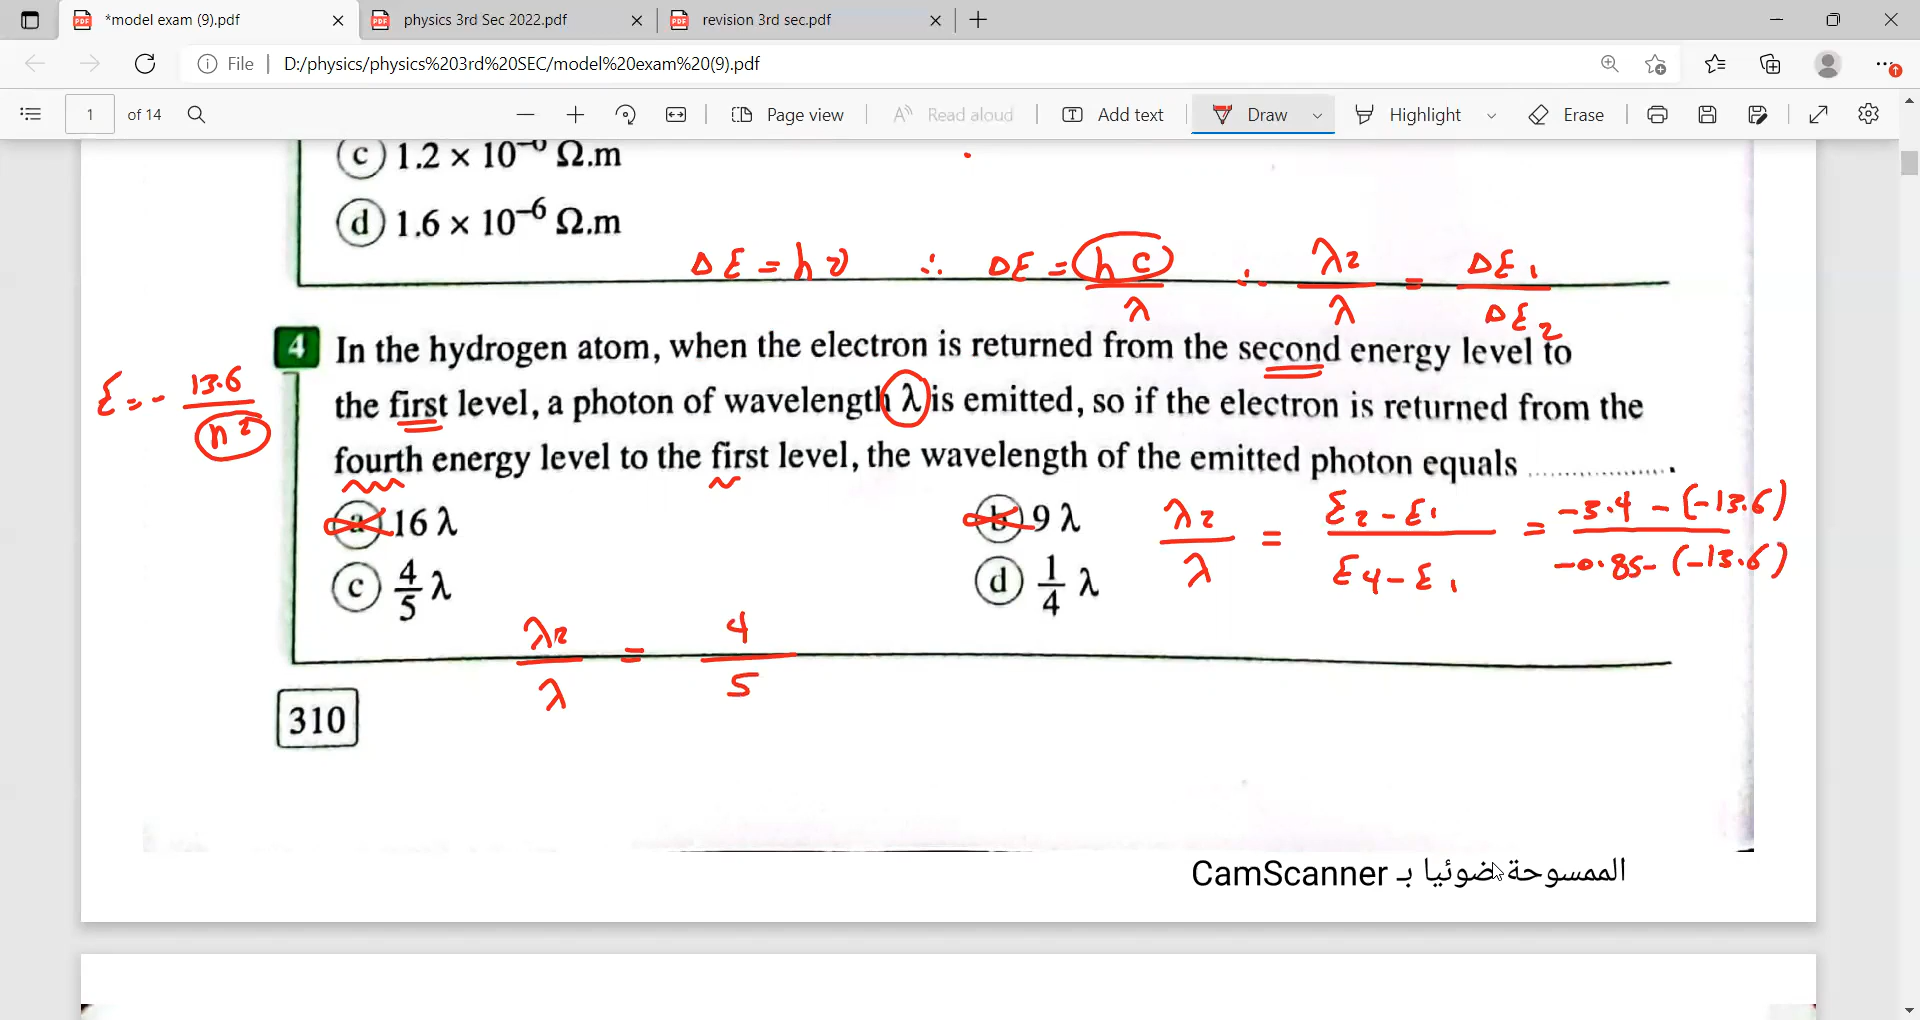 *model exam (9).pdf
physics 3rd Sec 2022.pdf
revision 3rd sec.pdf
File
D:/physics/physics%203rd%20SEC/model%20exam%20(9).pdf
1 of 14
Page view
Read aloud
Add text
Draw
Highlight
Erase
c 1.2 × 10⁻⁶ Ω.m
d 1.6 × 10⁻⁶ Ω.m
ΔE = hν ∴ ΔE = hc/λ ∴ λ2/λ = ΔE1/ΔE2
4 In the hydrogen atom, when the electron is returned from the second energy level to
E = - 13.6/n²
the first level, a photon of wavelength λ is emitted, so if the electron is returned from the
fourth energy level to the first level, the wavelength of the emitted photon equals ...................
a 16 λ
b 9 λ
λ2/λ = E2 - E1/E4 - E1 = -3.4 - (-13.6)/-0.85 - (-13.6)
c 4/5 λ
d 1/4 λ
λ2/λ = 4/5
310
الممسوحة ضوئيا بـ CamScanner